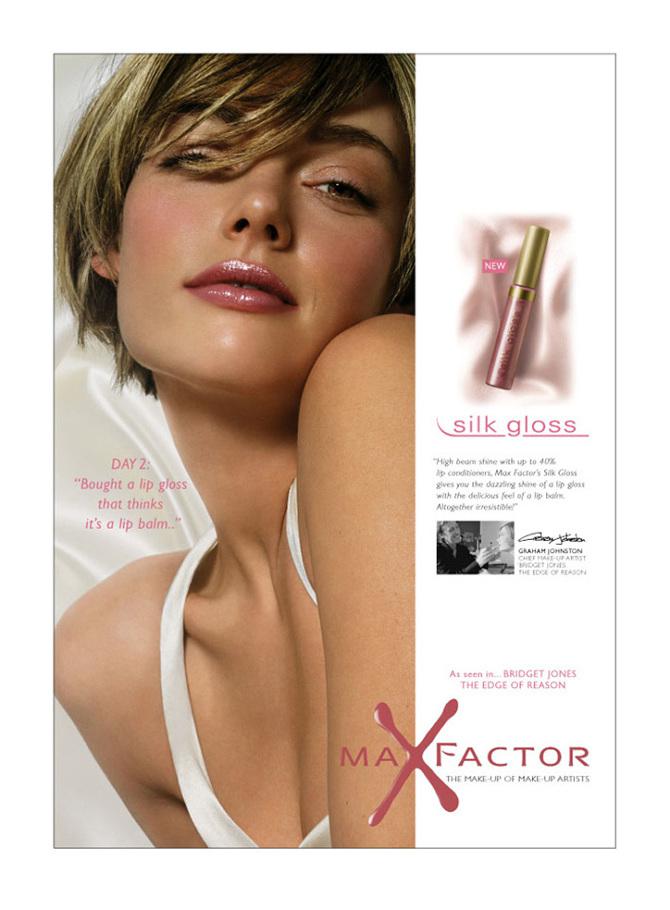 DAY 2:
“Bought a lip gloss
that thinks
it’s a lip balm..”
NEW
silk gloss
silk gloss
“High beam shine with up to 40%
lip conditioners, Max Factor’s Silk Gloss
gives you the dazzling shine of a lip gloss
with the delicious feel of a lip balm.
Altogether irresistible!”
GRAHAM JOHNSTON
CHIEF MAKE-UP ARTIST
BRIDGET JONES
THE EDGE OF REASON
As seen in... BRIDGET JONES
THE EDGE OF REASON
MAXFACTOR
THE MAKE-UP OF MAKE-UP ARTISTS